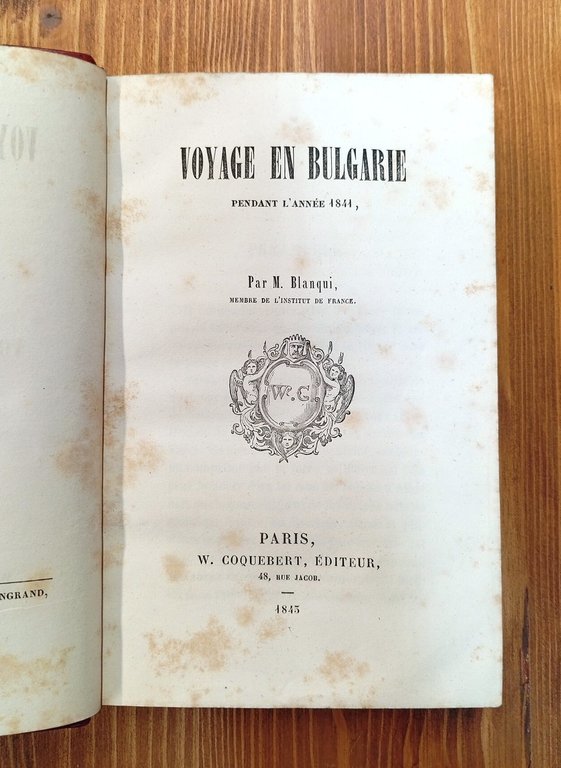 VOYAGE EN BULGARIE
PENDANT L'ANNÉE 1841,
Par M. Blanqui,
MEMBRE DE L'INSTITUT DE FRANCE.
W. C.
PARIS,
W. COQUEBERT, ÉDITEUR,
48, RUE JACOB.
1843
NGRAND,